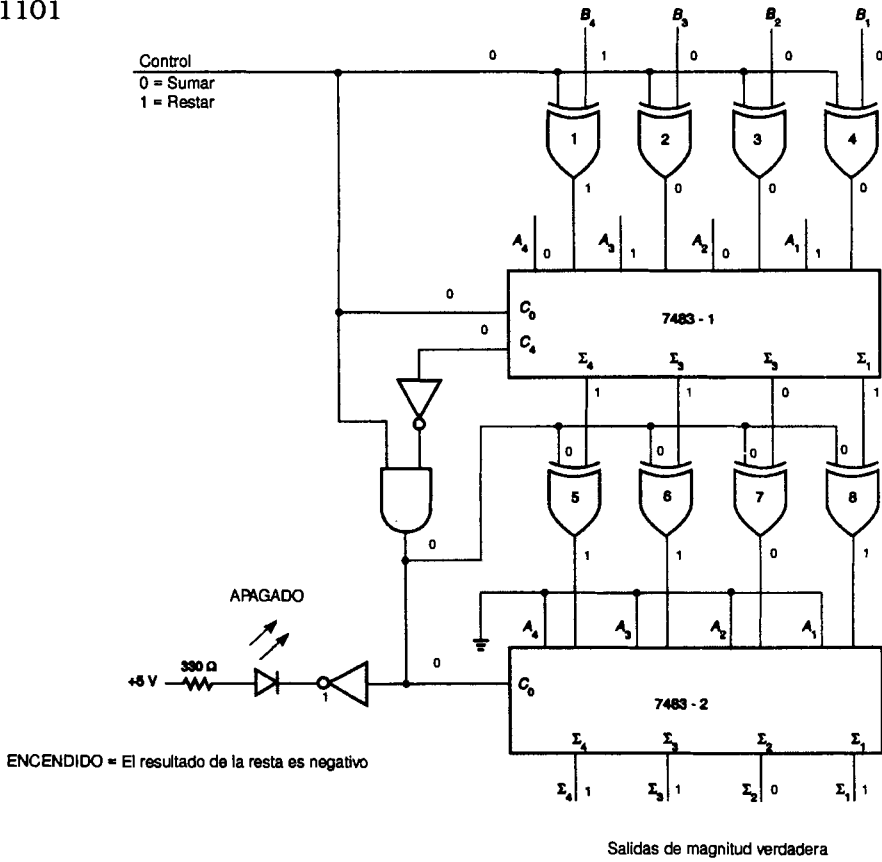 1101
B4 B3 B2 B1
Control
0 1 0 0 0
0 = Sumar
1 = Restar
1 2 3 4
1 0 0 0
A4 0 A3 1 A2 0 A1 1
0 C0
7483 - 1
0 C4
Σ4 Σ3 Σ3 Σ1
1 1 0 1
0 0 0 0
5 6 7 8
0
1 1 0 1
APAGADO
A4 A3 A2 A1
+5 V 330 Ω 1 0 C0
7483 - 2
Σ4 Σ3 Σ2 Σ1
ENCENDIDO = El resultado de la resta es negativo
Σ4 1 Σ3 1 Σ2 0 Σ1 1
Salidas de magnitud verdadera